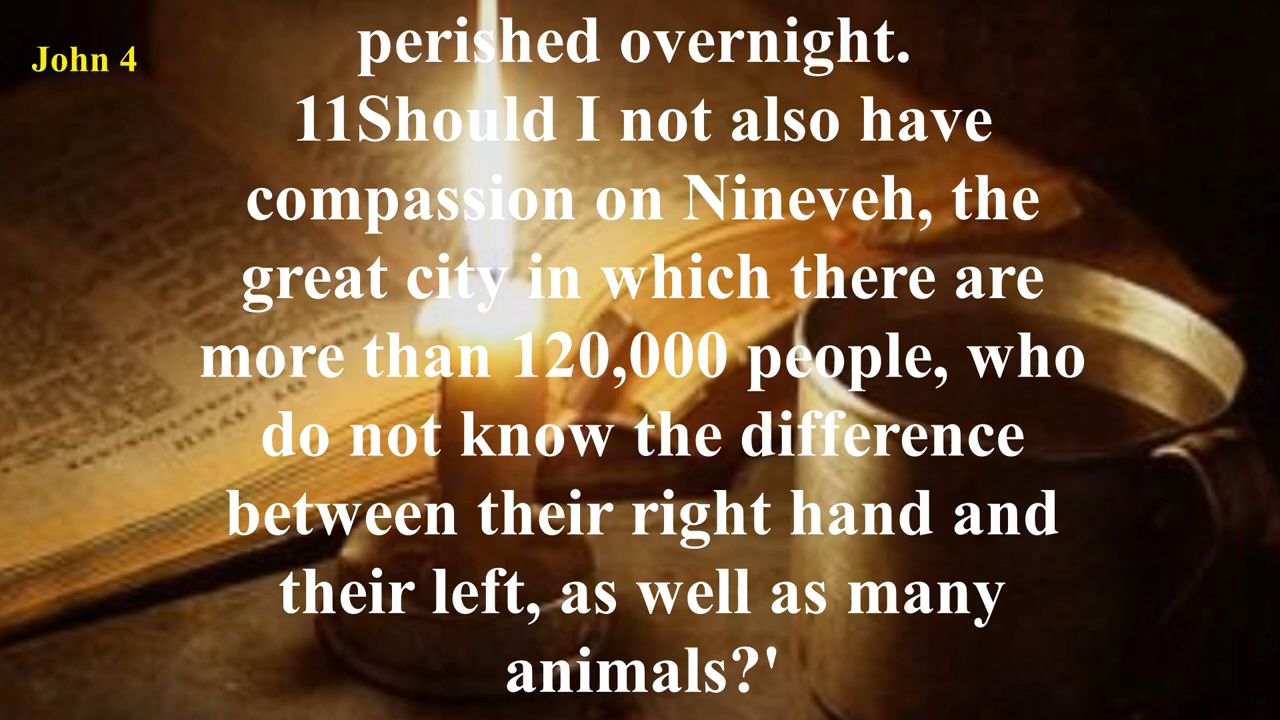 John 4
perished overnight.
11Should I not also have
compassion on Nineveh, the
great city in which there are
more than 120,000 people, who
do not know the difference
between their right hand and
their left, as well as many
animals?'